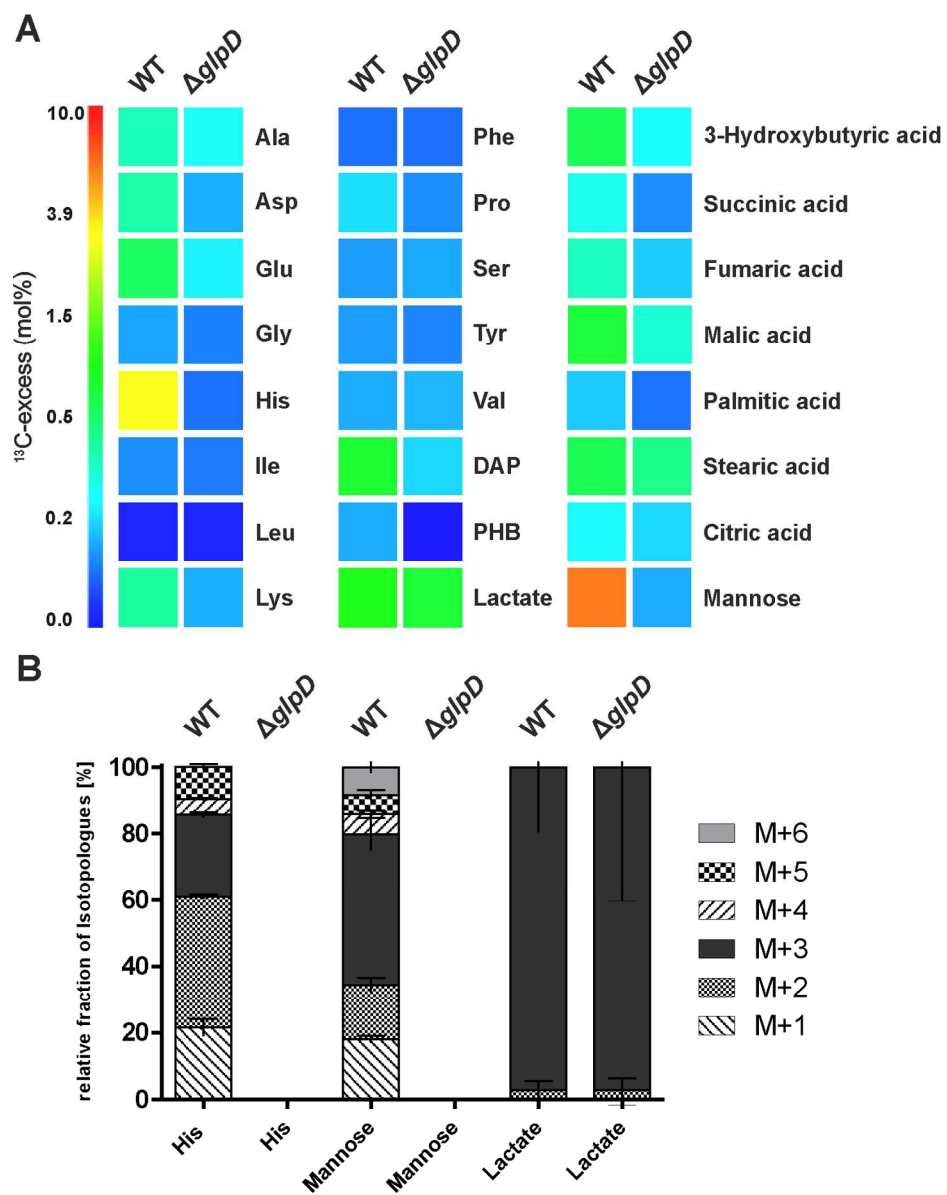 A
WT ΔglpD WT ΔglpD WT ΔglpD
¹³C-excess (mol%)
10.0
3.9
1.5
0.6
0.2
0.0
Ala Phe 3-Hydroxybutyric acid
Asp Pro Succinic acid
Glu Ser Fumaric acid
Gly Tyr Malic acid
His Val Palmitic acid
Ile DAP Stearic acid
Leu PHB Citric acid
Lys Lactate Mannose
B
WT ΔglpD WT ΔglpD WT ΔglpD
relative fraction of Isotopologues [%]
100
80
60
40
20
0
His His Mannose Mannose Lactate Lactate
M+6
M+5
M+4
M+3
M+2
M+1